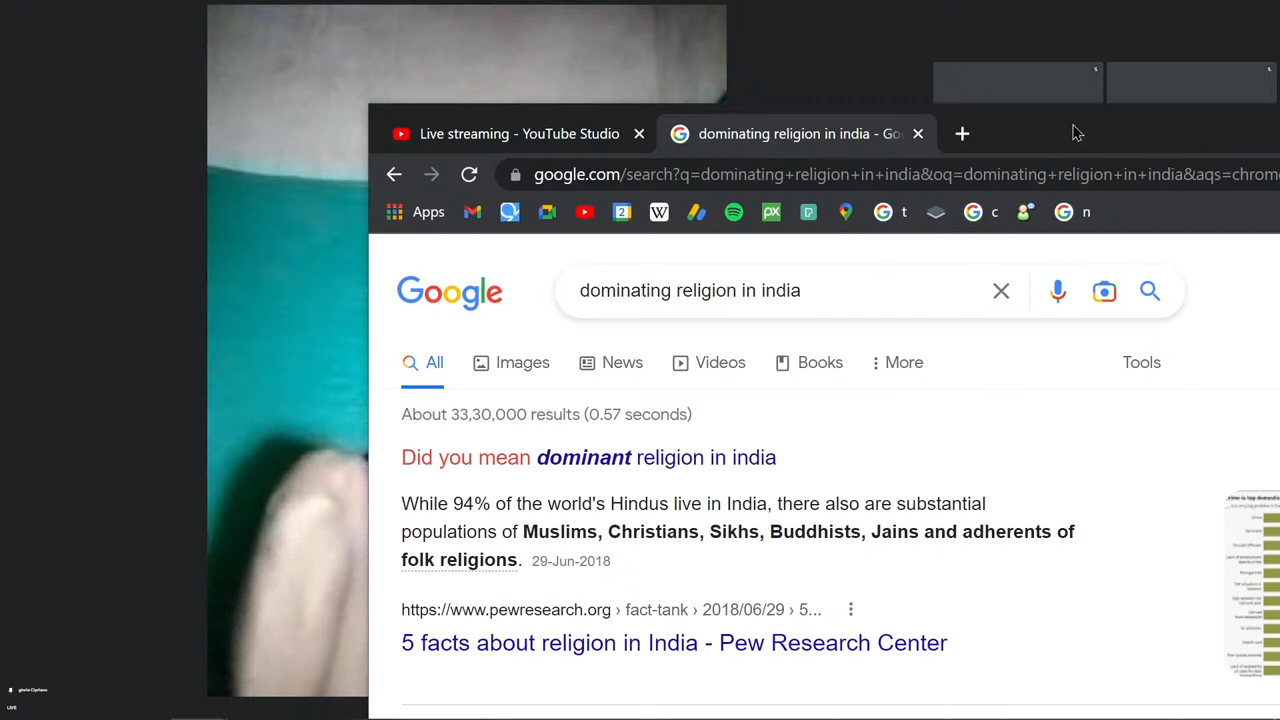 Live streaming - YouTube Studio
dominating religion in india - Go
google.com/search?q=dominating+religion+in+india&oq=dominating+religion+in+india&aqs=chrome
Apps
t
c
n
Google
dominating religion in india
All
Images
News
Videos
Books
More
Tools
About 33,30,000 results (0.57 seconds)
Did you mean dominant religion in india
While 94% of the world's Hindus live in India, there also are substantial
populations of Muslims, Christians, Sikhs, Buddhists, Jains and adherents of
folk religions. 29-Jun-2018
https://www.pewresearch.org › fact-tank › 2018/06/29 › 5...
5 facts about religion in India - Pew Research Center
gloria Cipriano
LIVE